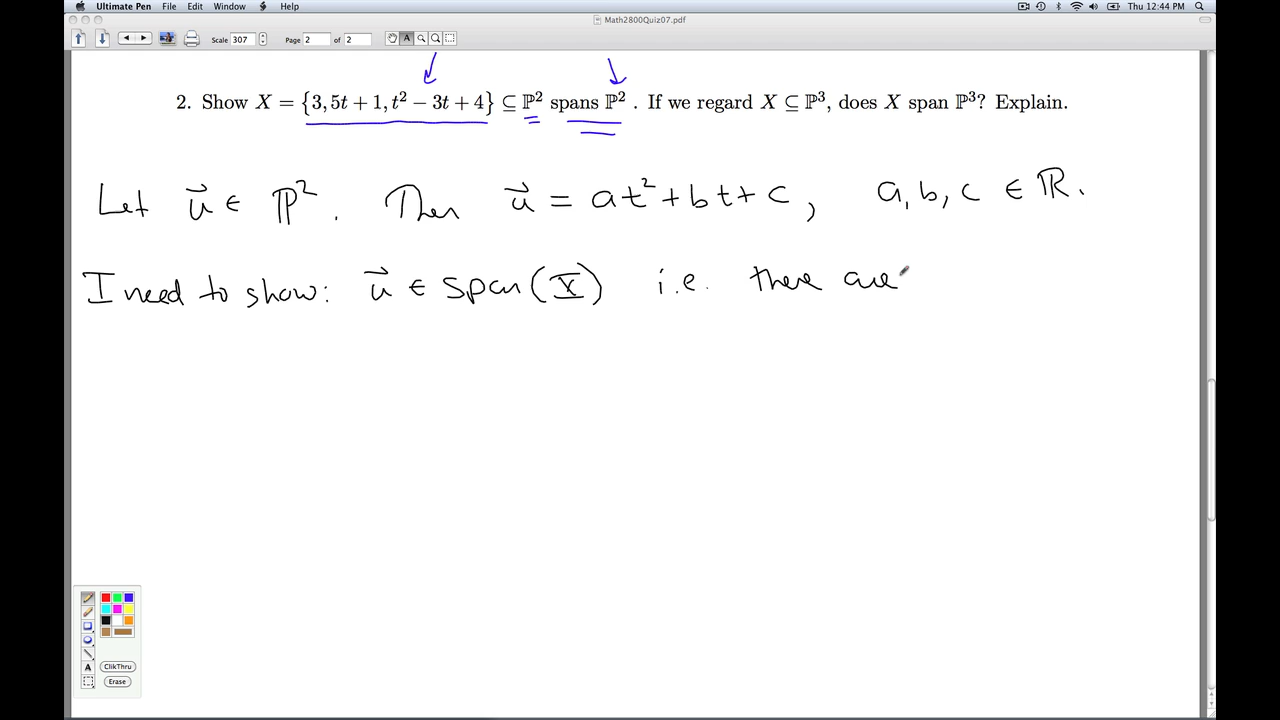 Ultimate Pen File Edit Window Help Thu 12:44 PM
Math2800Quiz07.pdf
Scale 307 Page 2 of 2 A
2. Show X = {3, 5t + 1, t² − 3t + 4} ⊆ ℙ² spans ℙ² . If we regard X ⊆ ℙ³, does X span ℙ³? Explain.
Let u⃗ ∈ ℙ². Then u⃗ = at² + bt + c, a, b, c ∈ ℝ.
I need to show: u⃗ ∈ span(X) i.e. there are
A
ClikThru
Erase